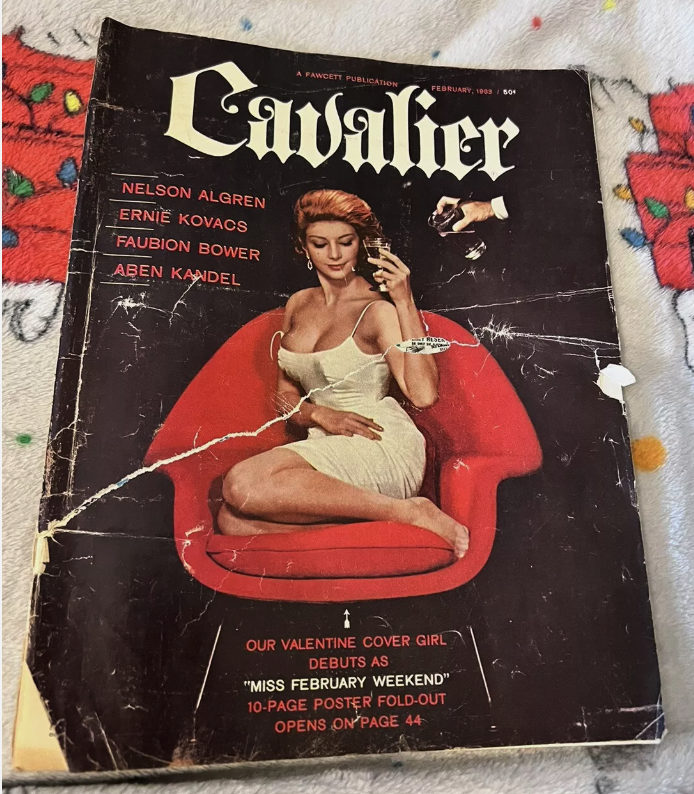 A FAWCETT PUBLICATION FEBRUARY, 1963 / 50¢
Cavalier
NELSON ALGREN
ERNIE KOVACS
FAUBION BOWER
ABEN KANDEL
OUR VALENTINE COVER GIRL
DEBUTS AS
"MISS FEBRUARY WEEKEND"
10-PAGE POSTER FOLD-OUT
OPENS ON PAGE 44